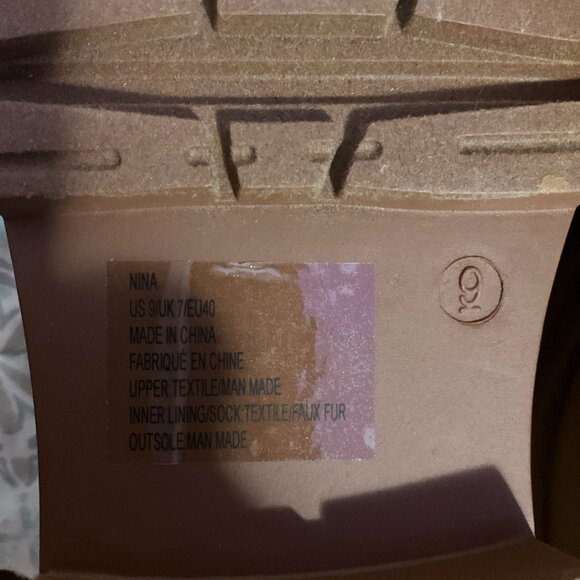 NINA
US 9/UK 7/EU40
MADE IN CHINA
FABRIQUÉ EN CHINE
UPPER TEXTILE/MAN MADE
INNER LINING/SOCK:TEXTILE/FAUX FUR
OUTSOLE:MAN MADE
9